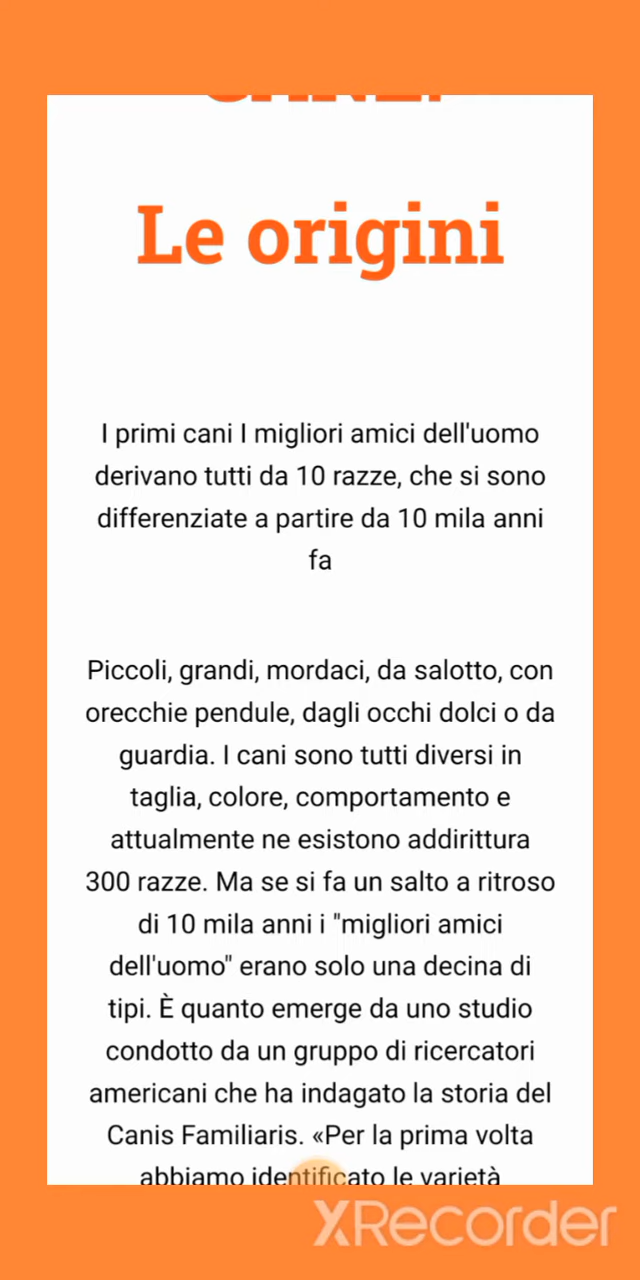 Le origini
I primi cani I migliori amici dell'uomo
derivano tutti da 10 razze, che si sono
differenziate a partire da 10 mila anni
fa
Piccoli, grandi, mordaci, da salotto, con
orecchie pendule, dagli occhi dolci o da
guardia. I cani sono tutti diversi in
taglia, colore, comportamento e
attualmente ne esistono addirittura
300 razze. Ma se si fa un salto a ritroso
di 10 mila anni i "migliori amici
dell'uomo" erano solo una decina di
tipi. È quanto emerge da uno studio
condotto da un gruppo di ricercatori
americani che ha indagato la storia del
Canis Familiaris. «Per la prima volta
abbiamo identificato le varietà
XRecorder